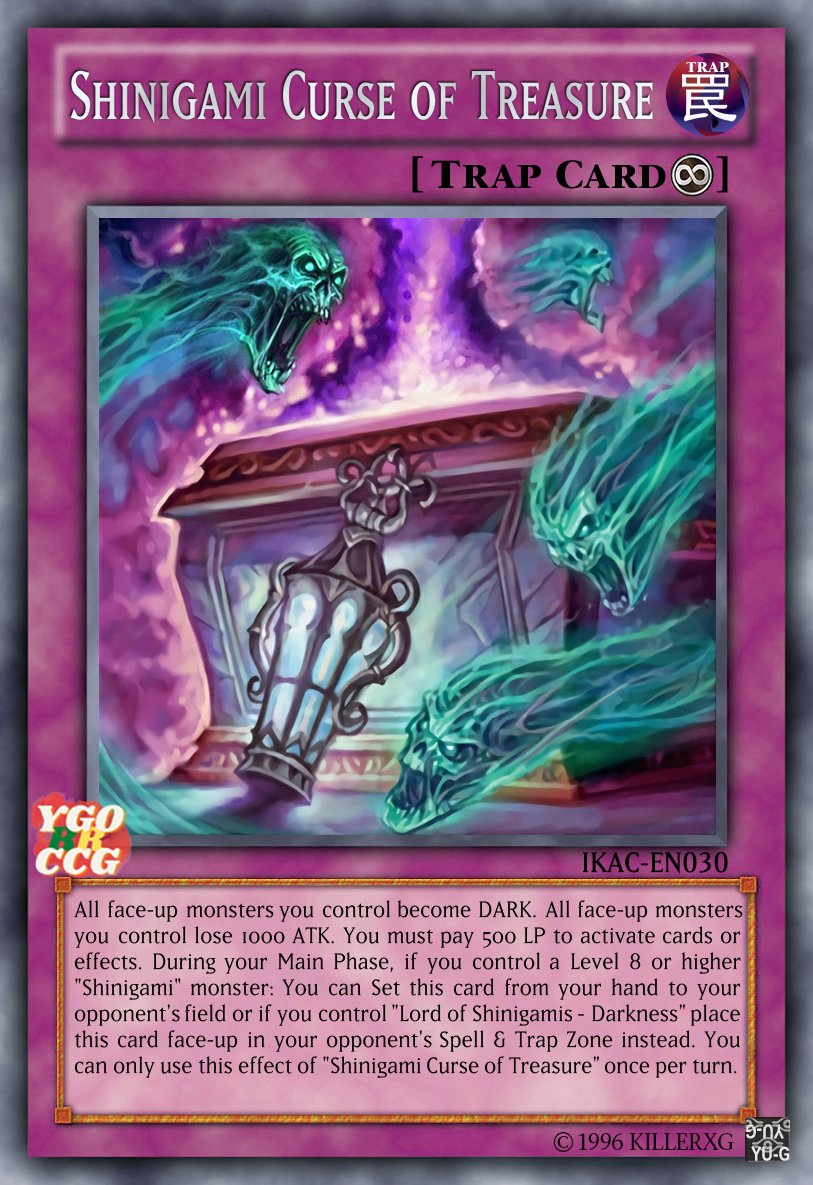 Shinigami Curse of Treasure
TRAP
罠
[Trap Card∞]
YGO
BR
CCG
IKAC-EN030
All face-up monsters you control become DARK. All face-up monsters
you control lose 1000 ATK. You must pay 500 LP to activate cards or
effects. During your Main Phase, if you control a Level 8 or higher
"Shinigami" monster: You can Set this card from your hand to your
opponent's field or if you control "Lord of Shinigamis - Darkness" place
this card face-up in your opponent's Spell & Trap Zone instead. You
can only use this effect of "Shinigami Curse of Treasure" once per turn.
© 1996 KILLERXG
YU-G
YU-G